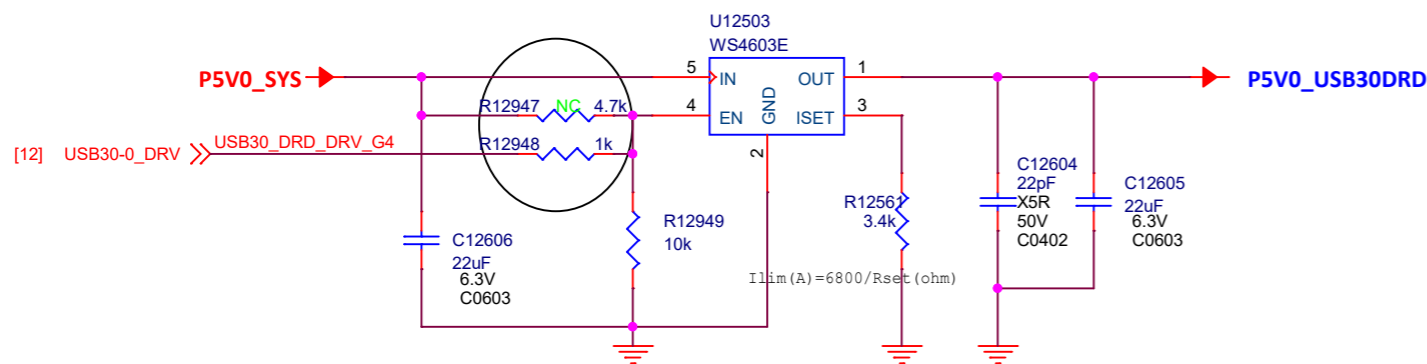 U12503
WS4603E
P5V0_SYS
5
IN
OUT
1
P5V0_USB30DRD
R12947
NC
4.7k
4
EN
GND
ISET
3
[12]
USB30-0_DRV
USB30_DRD_DRV_G4
R12948
1k
2
C12604
22pF
X5R
50V
C0402
C12605
22uF
6.3V
C0603
R12561
3.4k
R12949
10k
C12606
22uF
6.3V
C0603
Ilim(A)=6800/Rset(ohm)